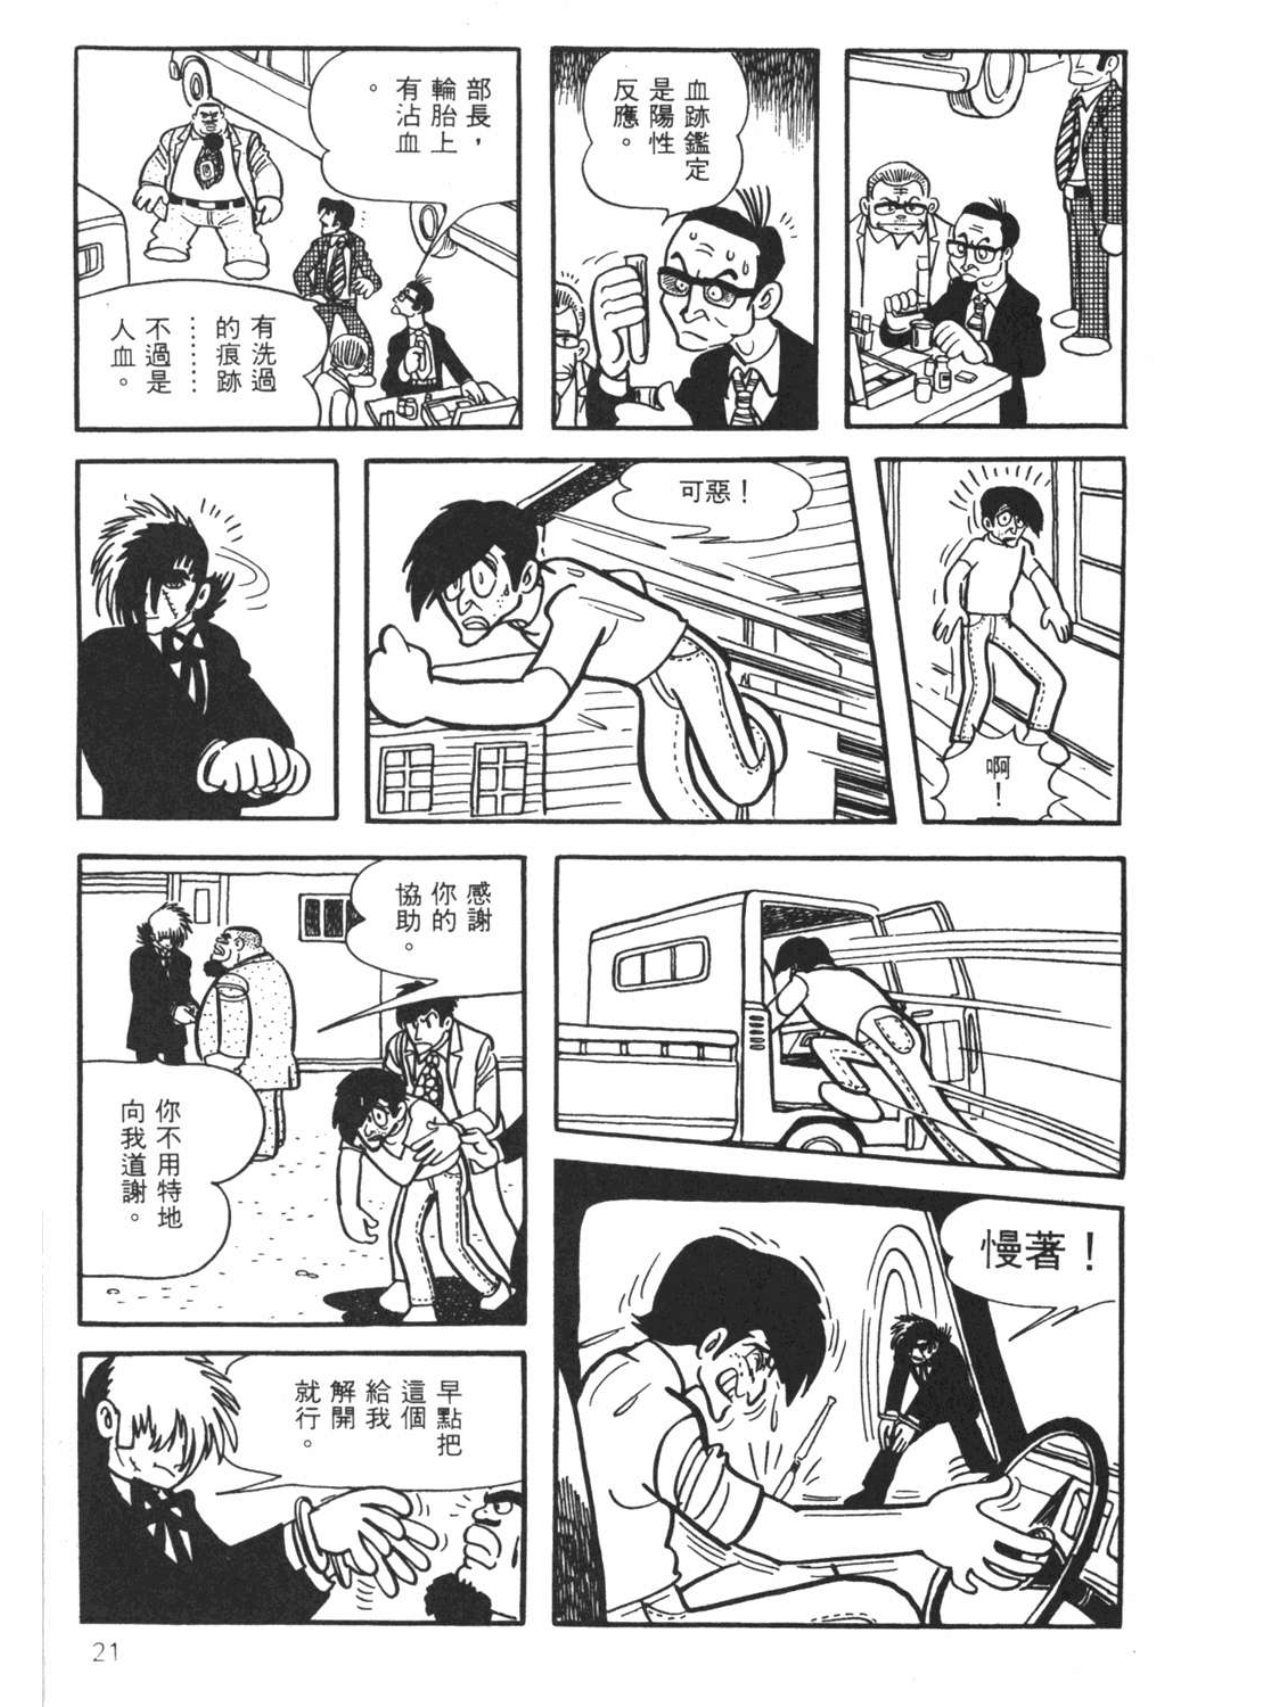 血跡鑑定
是陽性
反應。
部長，
輪胎上
有沾血
。
有洗過
的痕跡
………
不過是
人血。
啊！
可惡！
慢著！
感謝
你的
協助。
你不用特地
向我道謝。
早點把
這個
給我
解開
就行。
21